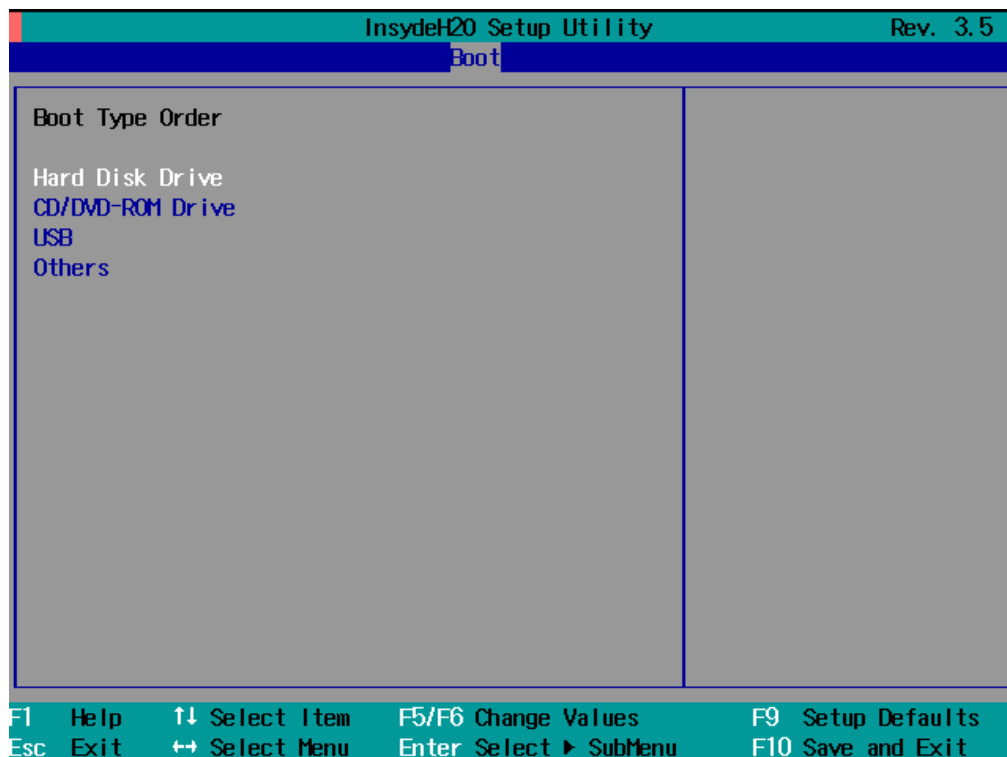 InsydeH2O Setup Utility Rev. 3.5
Boot
Boot Type Order
Hard Disk Drive
CD/DVD-ROM Drive
USB
Others
F1 Help ↑↓ Select Item F5/F6 Change Values F9 Setup Defaults
Esc Exit ↔ Select Menu Enter Select ▶ SubMenu F10 Save and Exit